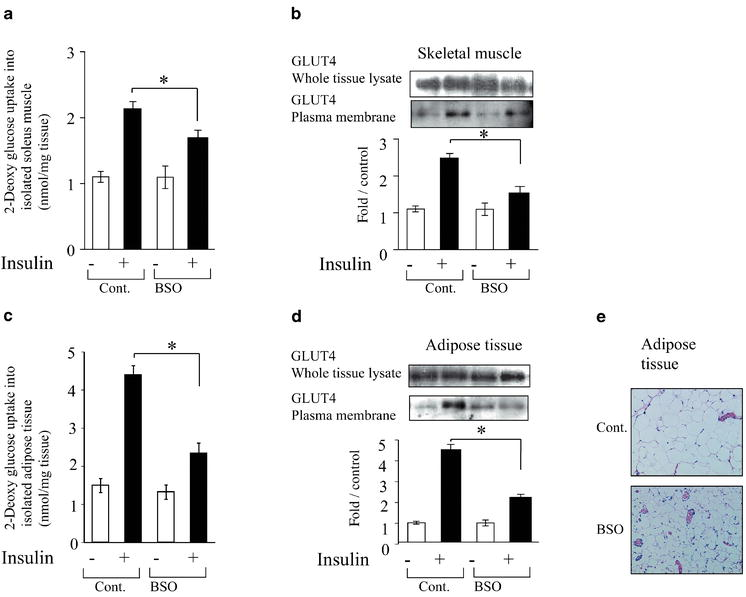 a
2-Deoxy glucose uptake into
isolated soleus muscle
(nmol/mg tissue)
3
2
1
0
*
Insulin - + - +
Cont. BSO
b
Skeletal muscle
GLUT4
Whole tissue lysate
GLUT4
Plasma membrane
Fold / control
3
2
1
0
*
Insulin - + - +
Cont. BSO
c
2-Deoxy glucose uptake into
isolated adipose tissue
(nmol/mg tissue)
5
4
3
2
1
0
*
Insulin - + - +
Cont. BSO
d
Adipose tissue
GLUT4
Whole tissue lysate
GLUT4
Plasma membrane
Fold / control
5
4
3
2
1
0
*
Insulin - + - +
Cont. BSO
e
Adipose
tissue
Cont.
BSO